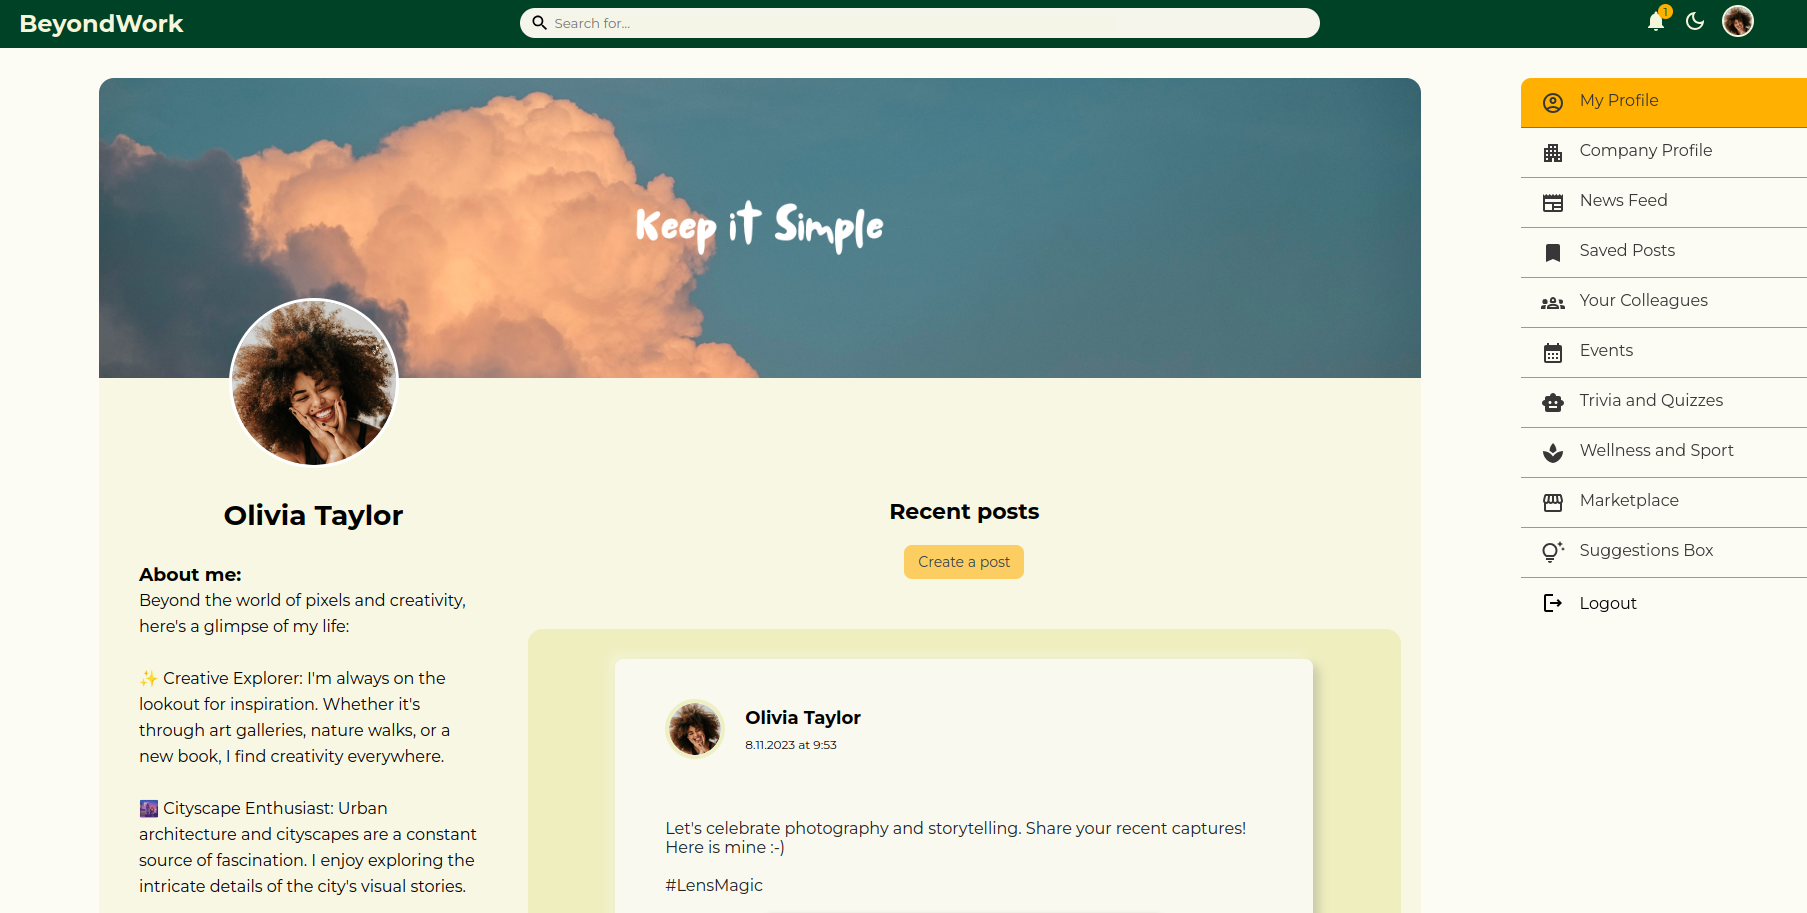 BeyondWork
Search for...
1
Keep it Simple
My Profile
Company Profile
News Feed
Saved Posts
Your Colleagues
Events
Trivia and Quizzes
Wellness and Sport
Marketplace
Suggestions Box
Logout
Olivia Taylor
About me:
Beyond the world of pixels and creativity,
here's a glimpse of my life:
✨ Creative Explorer: I'm always on the
lookout for inspiration. Whether it's
through art galleries, nature walks, or a
new book, I find creativity everywhere.
🌆 Cityscape Enthusiast: Urban
architecture and cityscapes are a constant
source of fascination. I enjoy exploring the
intricate details of the city's visual stories.
Recent posts
Create a post
Olivia Taylor
8.11.2023 at 9:53
Let's celebrate photography and storytelling. Share your recent captures!
Here is mine :-)
#LensMagic